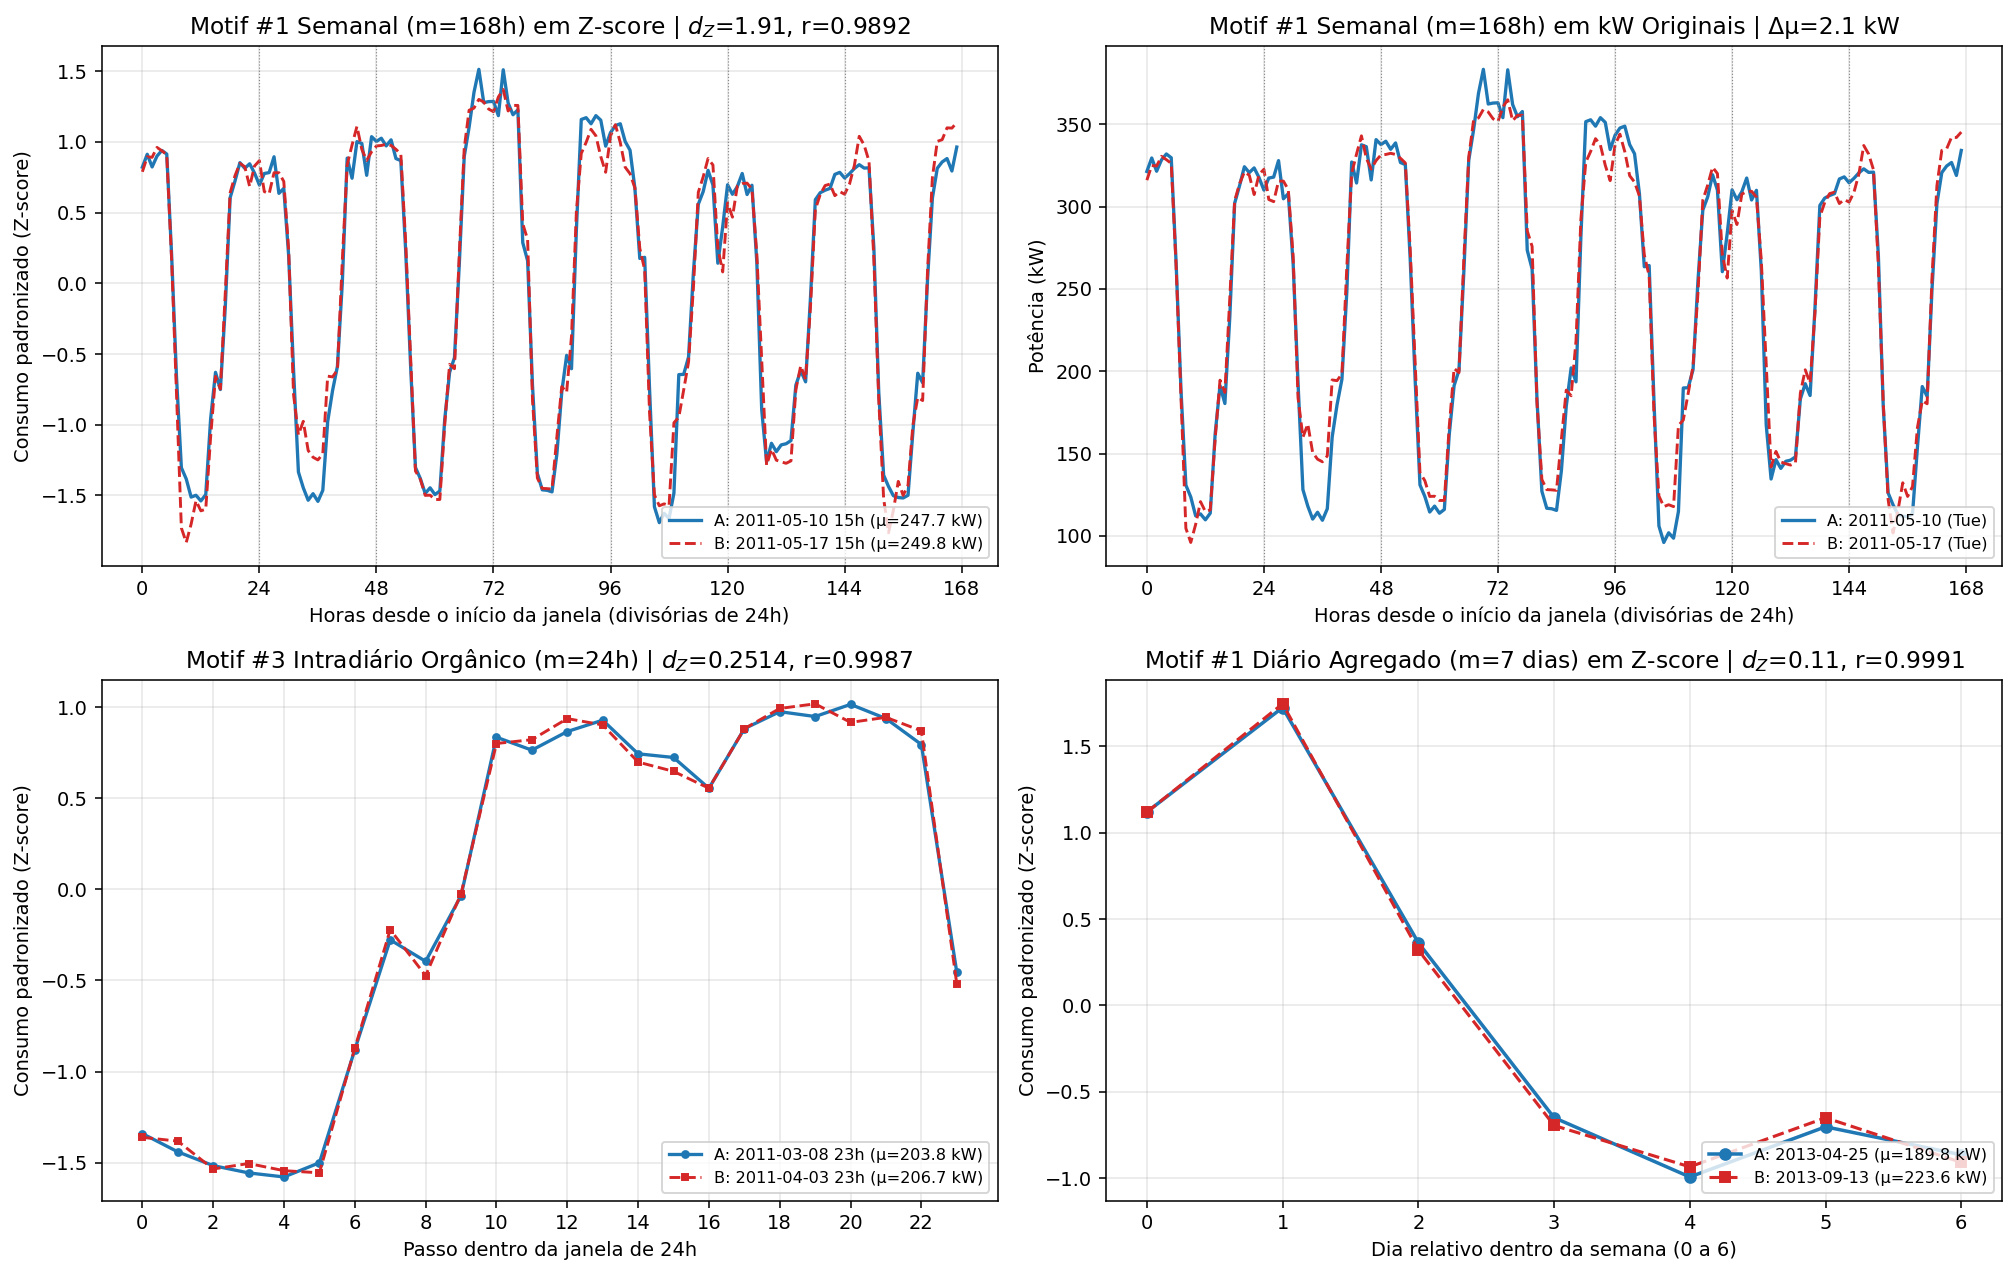 Motif #1 Semanal (m=168h) em Z-score | dZ=1.91, r=0.9892
Consumo padronizado (Z-score)
1.5
1.0
0.5
0.0
−0.5
−1.0
−1.5
A: 2011-05-10 15h (μ=247.7 kW)
B: 2011-05-17 15h (μ=249.8 kW)
0 24 48 72 96 120 144 168
Horas desde o início da janela (divisórias de 24h)
Motif #1 Semanal (m=168h) em kW Originais | Δμ=2.1 kW
Potência (kW)
350
300
250
200
150
100
A: 2011-05-10 (Tue)
B: 2011-05-17 (Tue)
0 24 48 72 96 120 144 168
Horas desde o início da janela (divisórias de 24h)
Motif #3 Intradiário Orgânico (m=24h) | dZ=0.2514, r=0.9987
Consumo padronizado (Z-score)
1.0
0.5
0.0
−0.5
−1.0
−1.5
A: 2011-03-08 23h (μ=203.8 kW)
B: 2011-04-03 23h (μ=206.7 kW)
0 2 4 6 8 10 12 14 16 18 20 22
Passo dentro da janela de 24h
Motif #1 Diário Agregado (m=7 dias) em Z-score | dZ=0.11, r=0.9991
Consumo padronizado (Z-score)
1.5
1.0
0.5
0.0
−0.5
−1.0
A: 2013-04-25 (μ=189.8 kW)
B: 2013-09-13 (μ=223.6 kW)
0 1 2 3 4 5 6
Dia relativo dentro da semana (0 a 6)